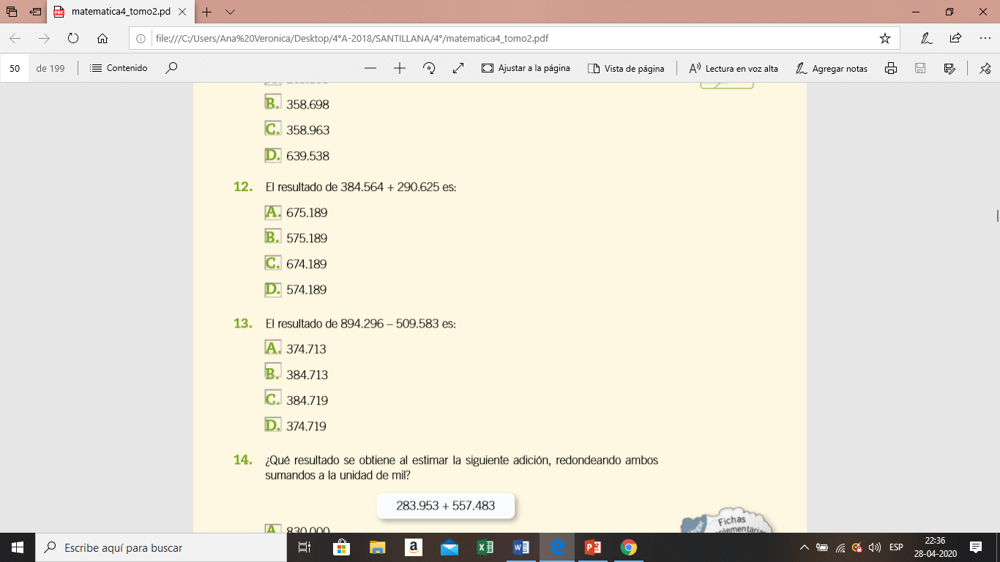 matematica4_tomo2.pd
file:///C:/Users/Ana%20Veronica/Desktop/4°A-2018/SANTILLANA/4°/matematica4_tomo2.pdf
50 de 199 Contenido Ajustar a la página Vista de página Lectura en voz alta Agregar notas
B. 358.698
C. 358.963
D. 639.538
12. El resultado de 384.564 + 290.625 es:
A. 675.189
B. 575.189
C. 674.189
D. 574.189
13. El resultado de 894.296 – 509.583 es:
A. 374.713
B. 384.713
C. 384.719
D. 374.719
14. ¿Qué resultado se obtiene al estimar la siguiente adición, redondeando ambos
sumandos a la unidad de mil?
283.953 + 557.483
A. 830.000
Fichas
Escribe aquí para buscar
ESP
22:36
28-04-2020